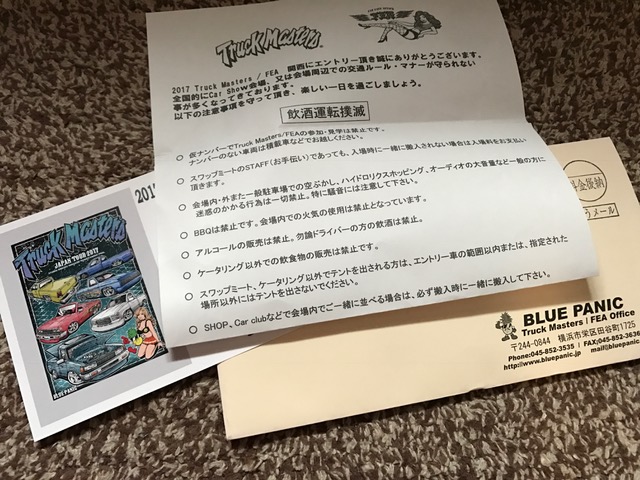 Truck Masters
FEA
2017 Truck Masters / FEA 関西にエントリー頂き誠にありがとうございます。
全国的にCar Show会場、又は会場周辺での交通ルール・マナーが守られない
事が多くなってきております。
以下の注意事項を守って頂き、楽しい一日を過ごしましょう。
飲酒運転撲滅
○ 仮ナンバーでTruck Masters/FEAの参加・見学は禁止です。
ナンバーのない車両は積載車などでお越しください。
○ スワップミートのSTAFF(お手伝い)であっても、入場時に一緒に搬入されない場合は入場料をお支払い
頂きます。
○ 会場内・外また一般駐車場での空ぶかし、ハイドロリクスホッピング、オーディオの大音量など一般の方に
迷惑のかかる行為は一切禁止。特に騒音には注意して下さい。
○ BBQは禁止です。会場内での火気の使用は禁止となっています。
○ アルコールの販売は禁止。勿論ドライバーの方の飲酒は禁止。
○ ケータリング以外での飲食物の販売は禁止です。
○ スワップミート、ケータリング以外でテントを出される方は、エントリー車の範囲以内または、指定された
場所以外にはテントを出さないでください。
○ SHOP、Car clubなどで会場内でご一緒に並べる場合は、必ず搬入時に一緒に搬入して下さい。
201
Truck Masters
JAPAN TOUR 2017
BLUE PANIC
金後納
うメール
BLUE PANIC
Truck Masters / FEA Office
〒244-0844 横浜市栄区田谷町1725
Phone:045-852-3535 | FAX:045-852-3636
http://www.bluepanic.jp mail@bluepanic